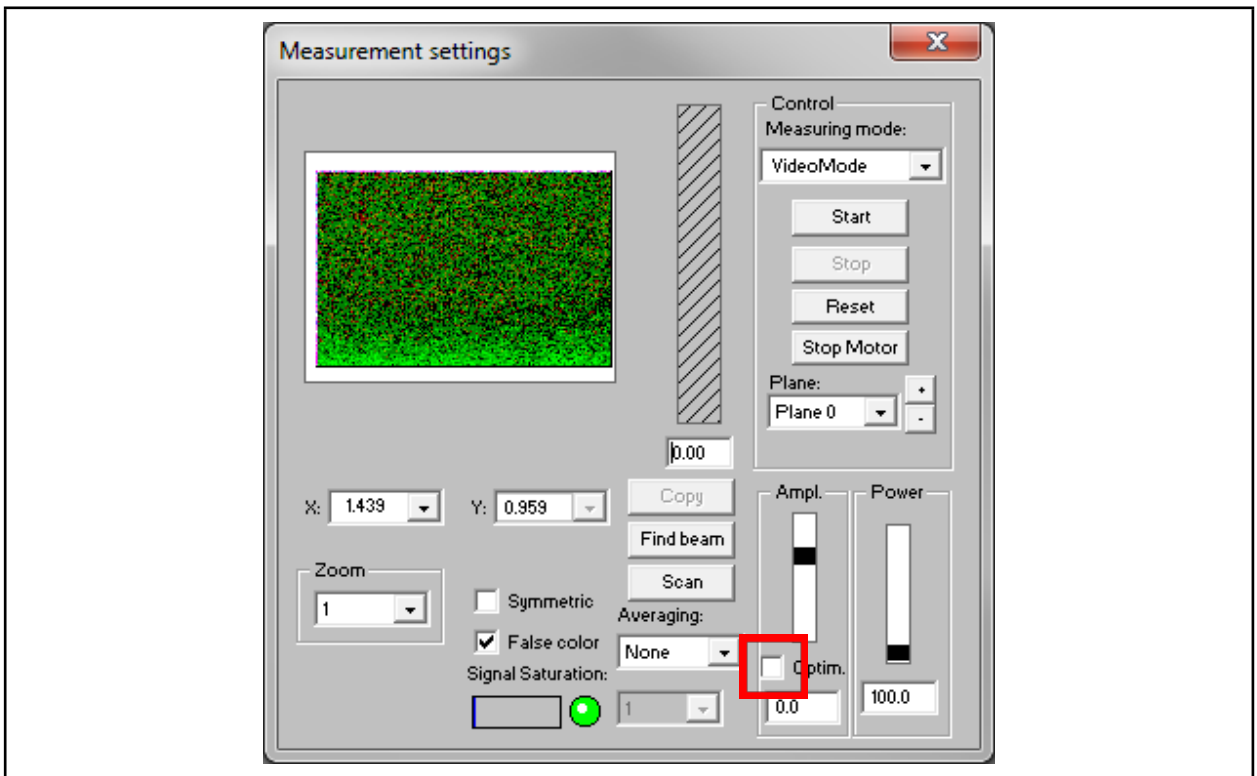 Measurement settings
Control
Measuring mode:
VideoMode
Start
Stop
Reset
Stop Motor
Plane:
Plane 0
+
-
0.00
X: 1.439
Y: 0.959
Copy
Find beam
Scan
Zoom
1
Symmetric
False color
Signal Saturation:
Averaging:
None
1
Ampl.
Optim.
0.0
Power
100.0